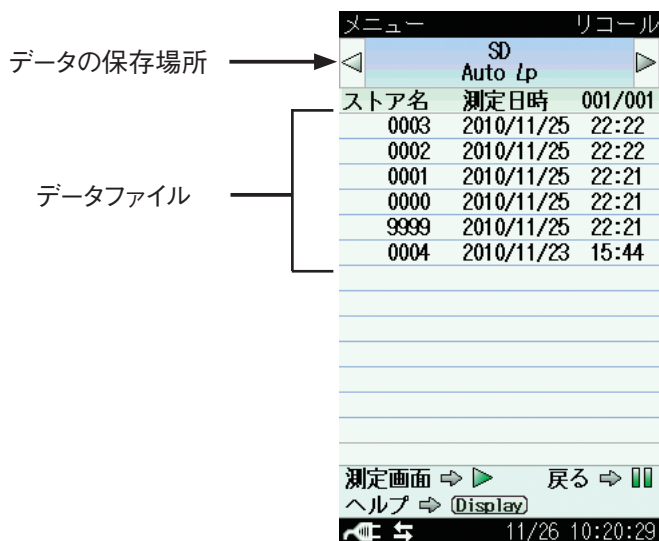 メニュー リコール
データの保存場所
SD
Auto Lp
ストア名 測定日時 001/001
0003 2010/11/25 22:22
0002 2010/11/25 22:22
データファイル
0001 2010/11/25 22:21
0000 2010/11/25 22:21
9999 2010/11/25 22:21
0004 2010/11/23 15:44
測定画面 ⇨ ▶ 戻る ⇨ ▮▮
ヘルプ ⇨ Display
11/26 10:20:29